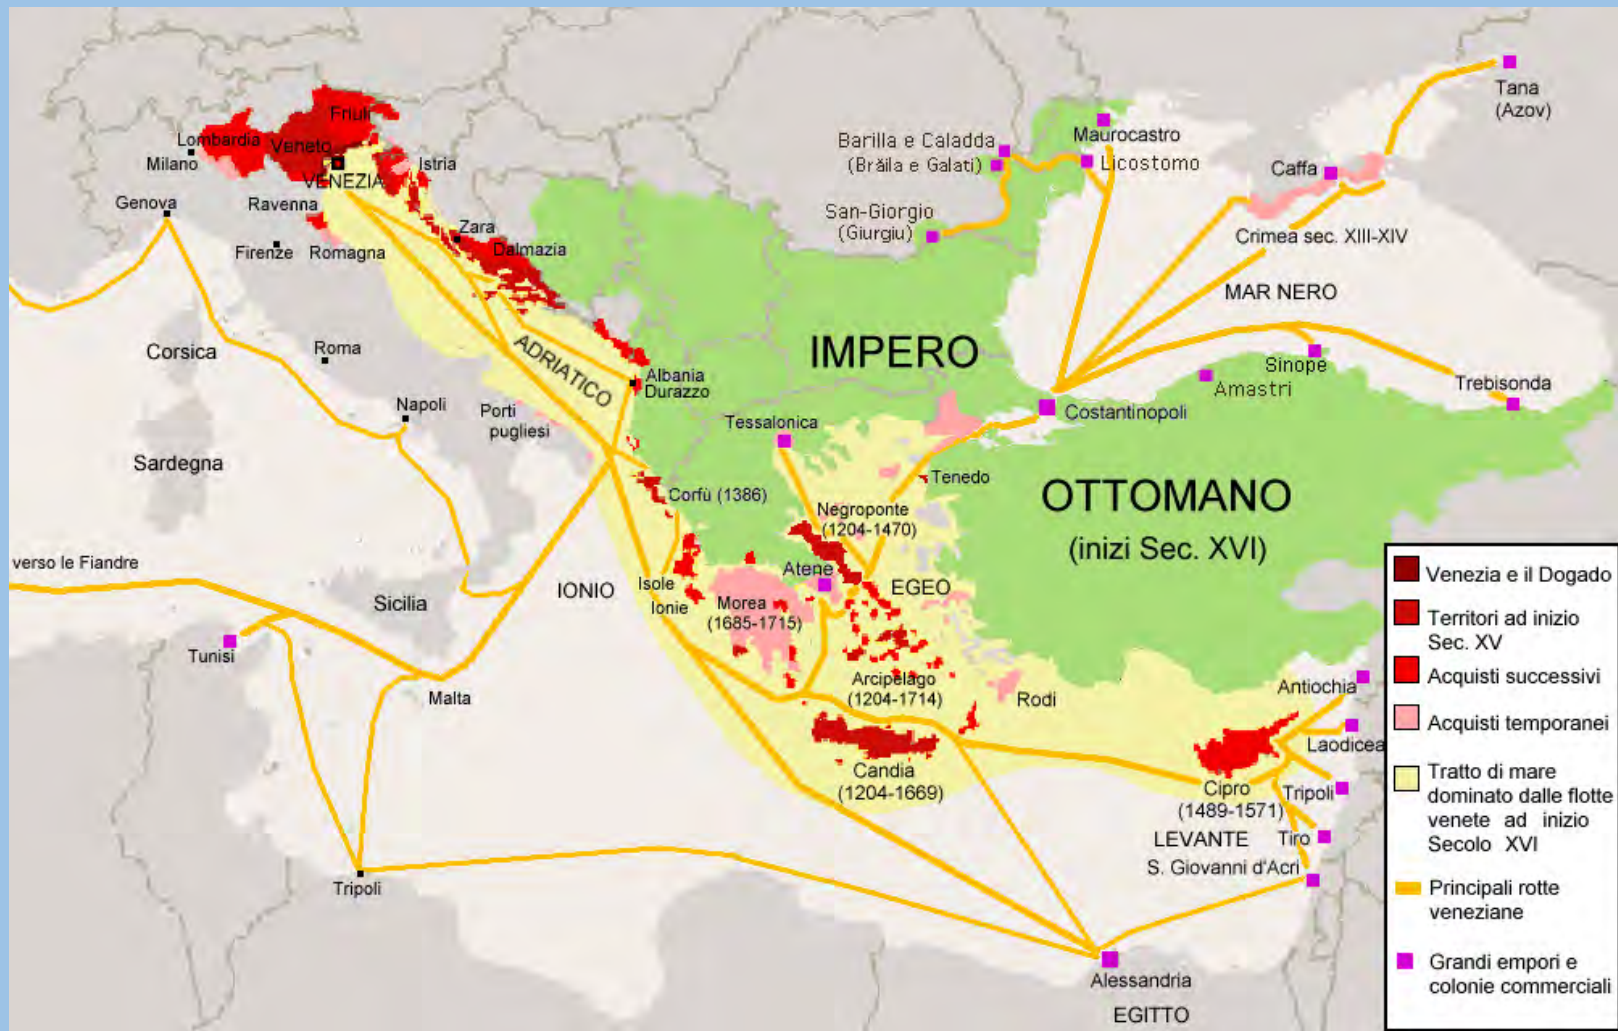 Tana
(Azov)
Friuli
Lombardia
Veneto
Milano
Istria
VENEZIA
Maurocastro
Barilla e Caladda
(Brăila e Galati)
Licostomo
Caffa
Genova
Ravenna
Zara
San-Giorgio
(Giurgiu)
Firenze
Romagna
Dalmazia
Crimea sec. XIII-XIV
MAR NERO
Corsica
Roma
ADRIATICO
IMPERO
Sinope
Albania
Durazzo
Amastri
Trebisonda
Napoli
Porti
pugliesi
Tessalonica
Costantinopoli
Sardegna
Tenedo
Corfù (1386)
OTTOMANO
(inizi Sec. XVI)
Negroponte
(1204-1470)
verso le Fiandre
Atene
Isole
Ionie
IONIO
EGEO
Sicilia
Morea
(1685-1715)
Tunisi
Malta
Arcipelago
(1204-1714)
Rodi
Antiochia
Laodicea
Candia
(1204-1669)
Cipro
(1489-1571)
Tripoli
LEVANTE
Tiro
S. Giovanni d'Acri
Tripoli
Alessandria
EGITTO
Venezia e il Dogado
Territori ad inizio
Sec. XV
Acquisti successivi
Acquisti temporanei
Tratto di mare
dominato dalle flotte
venete ad inizio
Secolo XVI
Principali rotte
veneziane
Grandi empori e
colonie commerciali